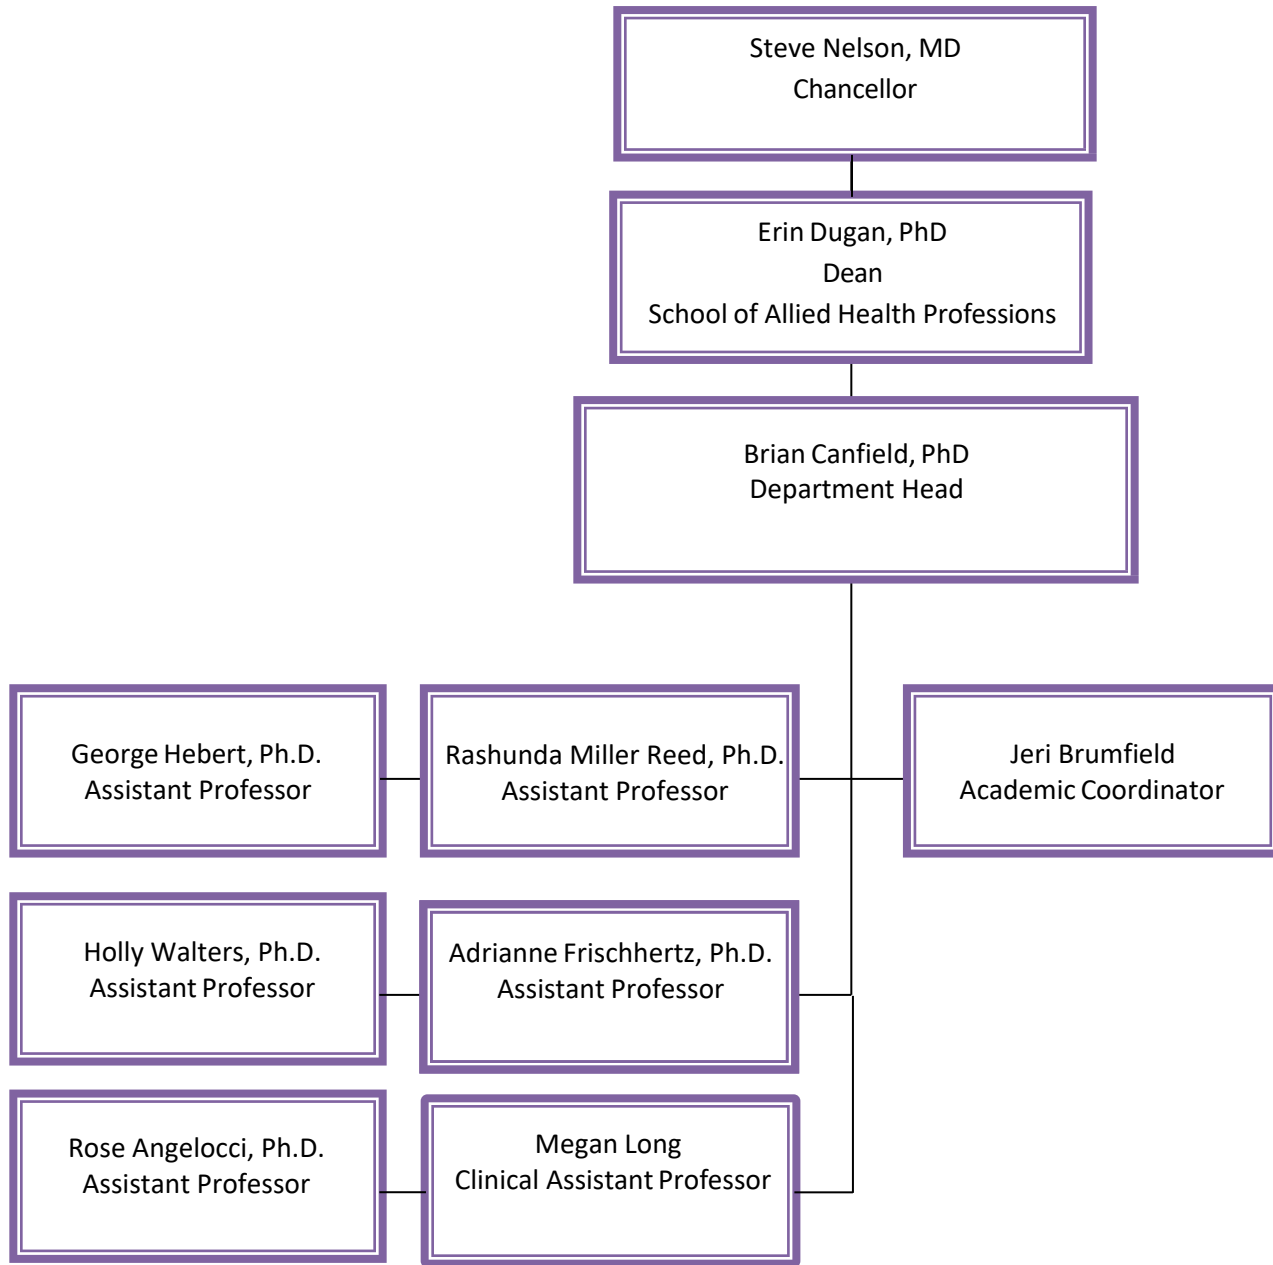 Steve Nelson, MD
Chancellor
Erin Dugan, PhD
Dean
School of Allied Health Professions
Brian Canfield, PhD
Department Head
George Hebert, Ph.D.
Assistant Professor
Rashunda Miller Reed, Ph.D.
Assistant Professor
Jeri Brumfield
Academic Coordinator
Holly Walters, Ph.D.
Assistant Professor
Adrianne Frischhertz, Ph.D.
Assistant Professor
Rose Angelocci, Ph.D.
Assistant Professor
Megan Long
Clinical Assistant Professor